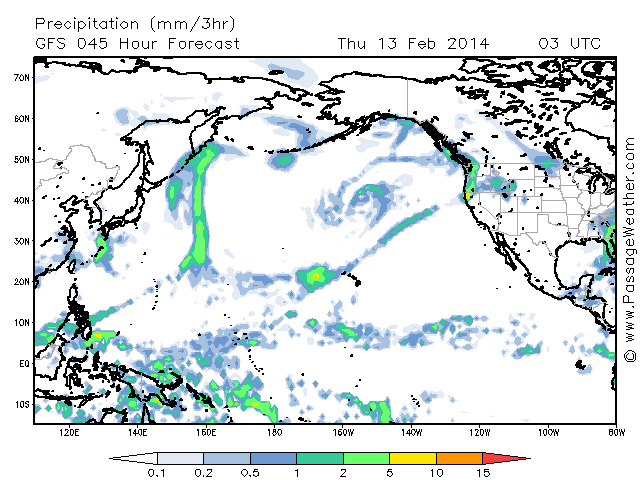 Precipitation (mm/3hr)
GFS 045 Hour Forecast Thu 13 Feb 2014 03 UTC
70N
60N
50N
40N
30N
20N
10N
EQ
10S
120E 140E 160E 180 160W 140W 120W 100W 80W
© www.PassageWeather.com
0.1 0.2 0.5 1 2 5 10 15